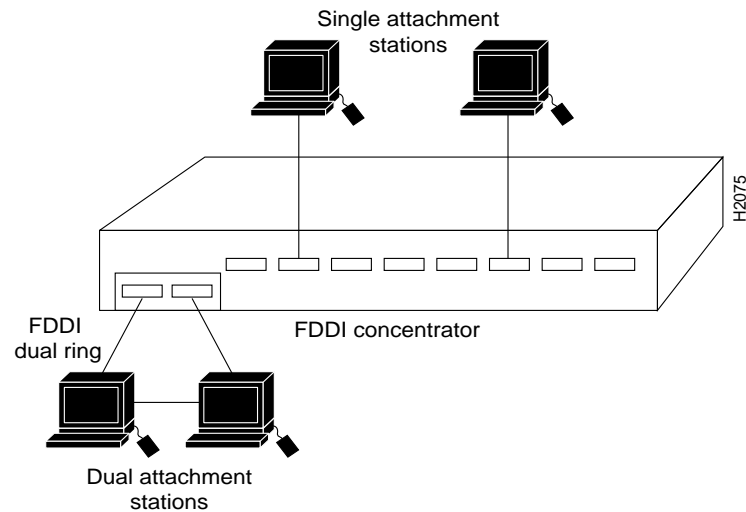 Single attachment
stations
H2075
FDDI
dual ring
FDDI concentrator
Dual attachment
stations